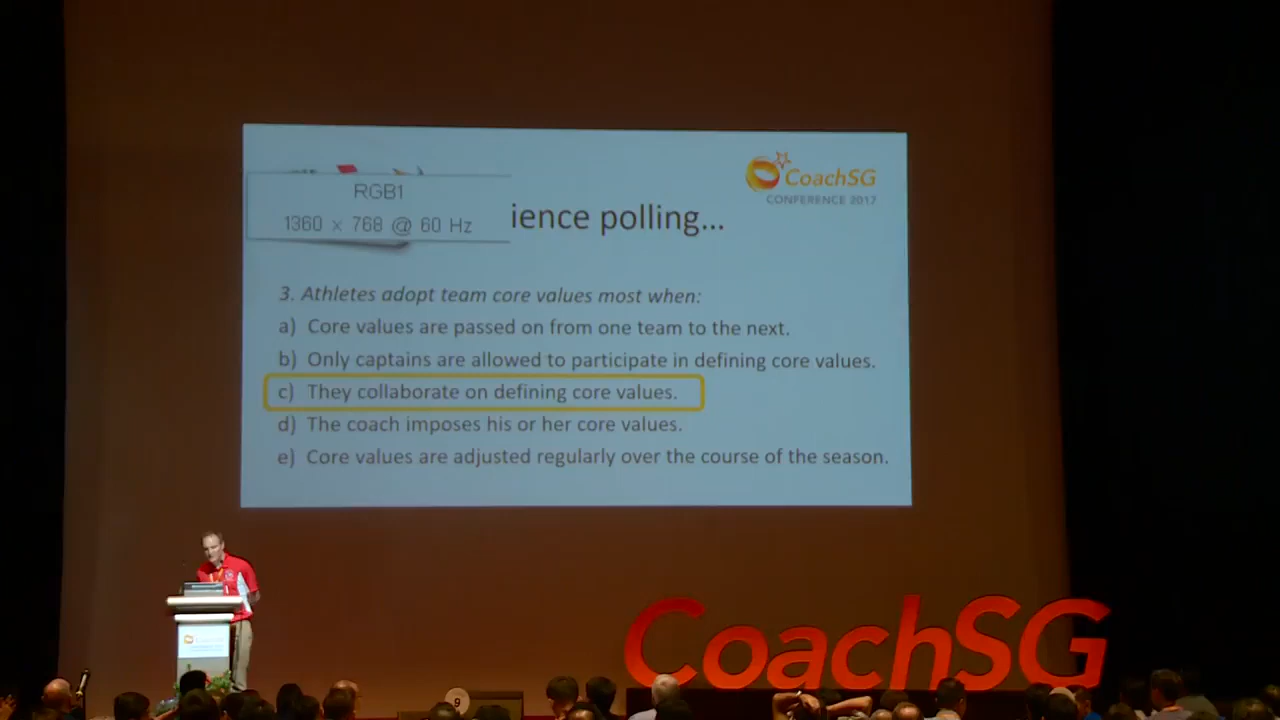 RGB1
1360 x 768 @ 60 Hz
CoachSG
CONFERENCE 2017
ience polling...
3. Athletes adopt team core values most when:
a) Core values are passed on from one team to the next.
b) Only captains are allowed to participate in defining core values.
c) They collaborate on defining core values.
d) The coach imposes his or her core values.
e) Core values are adjusted regularly over the course of the season.
CoachSG
9